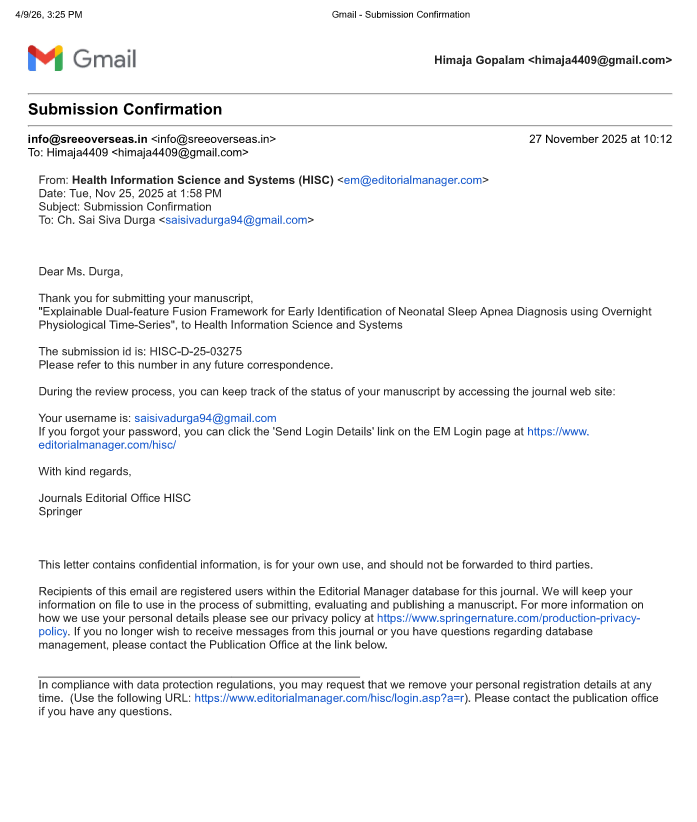 4/9/26, 3:25 PM
Gmail - Submission Confirmation
Gmail
Himaja Gopalam <himaja4409@gmail.com>
Submission Confirmation
info@sreeoverseas.in <info@sreeoverseas.in>
27 November 2025 at 10:12
To: Himaja4409 <himaja4409@gmail.com>
From: Health Information Science and Systems (HISC) <em@editorialmanager.com>
Date: Tue, Nov 25, 2025 at 1:58 PM
Subject: Submission Confirmation
To: Ch. Sai Siva Durga <saisivadurga94@gmail.com>
Dear Ms. Durga,
Thank you for submitting your manuscript,
"Explainable Dual-feature Fusion Framework for Early Identification of Neonatal Sleep Apnea Diagnosis using Overnight
Physiological Time-Series", to Health Information Science and Systems
The submission id is: HISC-D-25-03275
Please refer to this number in any future correspondence.
During the review process, you can keep track of the status of your manuscript by accessing the journal web site:
Your username is: saisivadurga94@gmail.com
If you forgot your password, you can click the 'Send Login Details' link on the EM Login page at https://www.
editorialmanager.com/hisc/
With kind regards,
Journals Editorial Office HISC
Springer
This letter contains confidential information, is for your own use, and should not be forwarded to third parties.
Recipients of this email are registered users within the Editorial Manager database for this journal. We will keep your
information on file to use in the process of submitting, evaluating and publishing a manuscript. For more information on
how we use your personal details please see our privacy policy at https://www.springernature.com/production-privacy-
policy. If you no longer wish to receive messages from this journal or you have questions regarding database
management, please contact the Publication Office at the link below.
In compliance with data protection regulations, you may request that we remove your personal registration details at any
time. (Use the following URL: https://www.editorialmanager.com/hisc/login.asp?a=r). Please contact the publication office
if you have any questions.